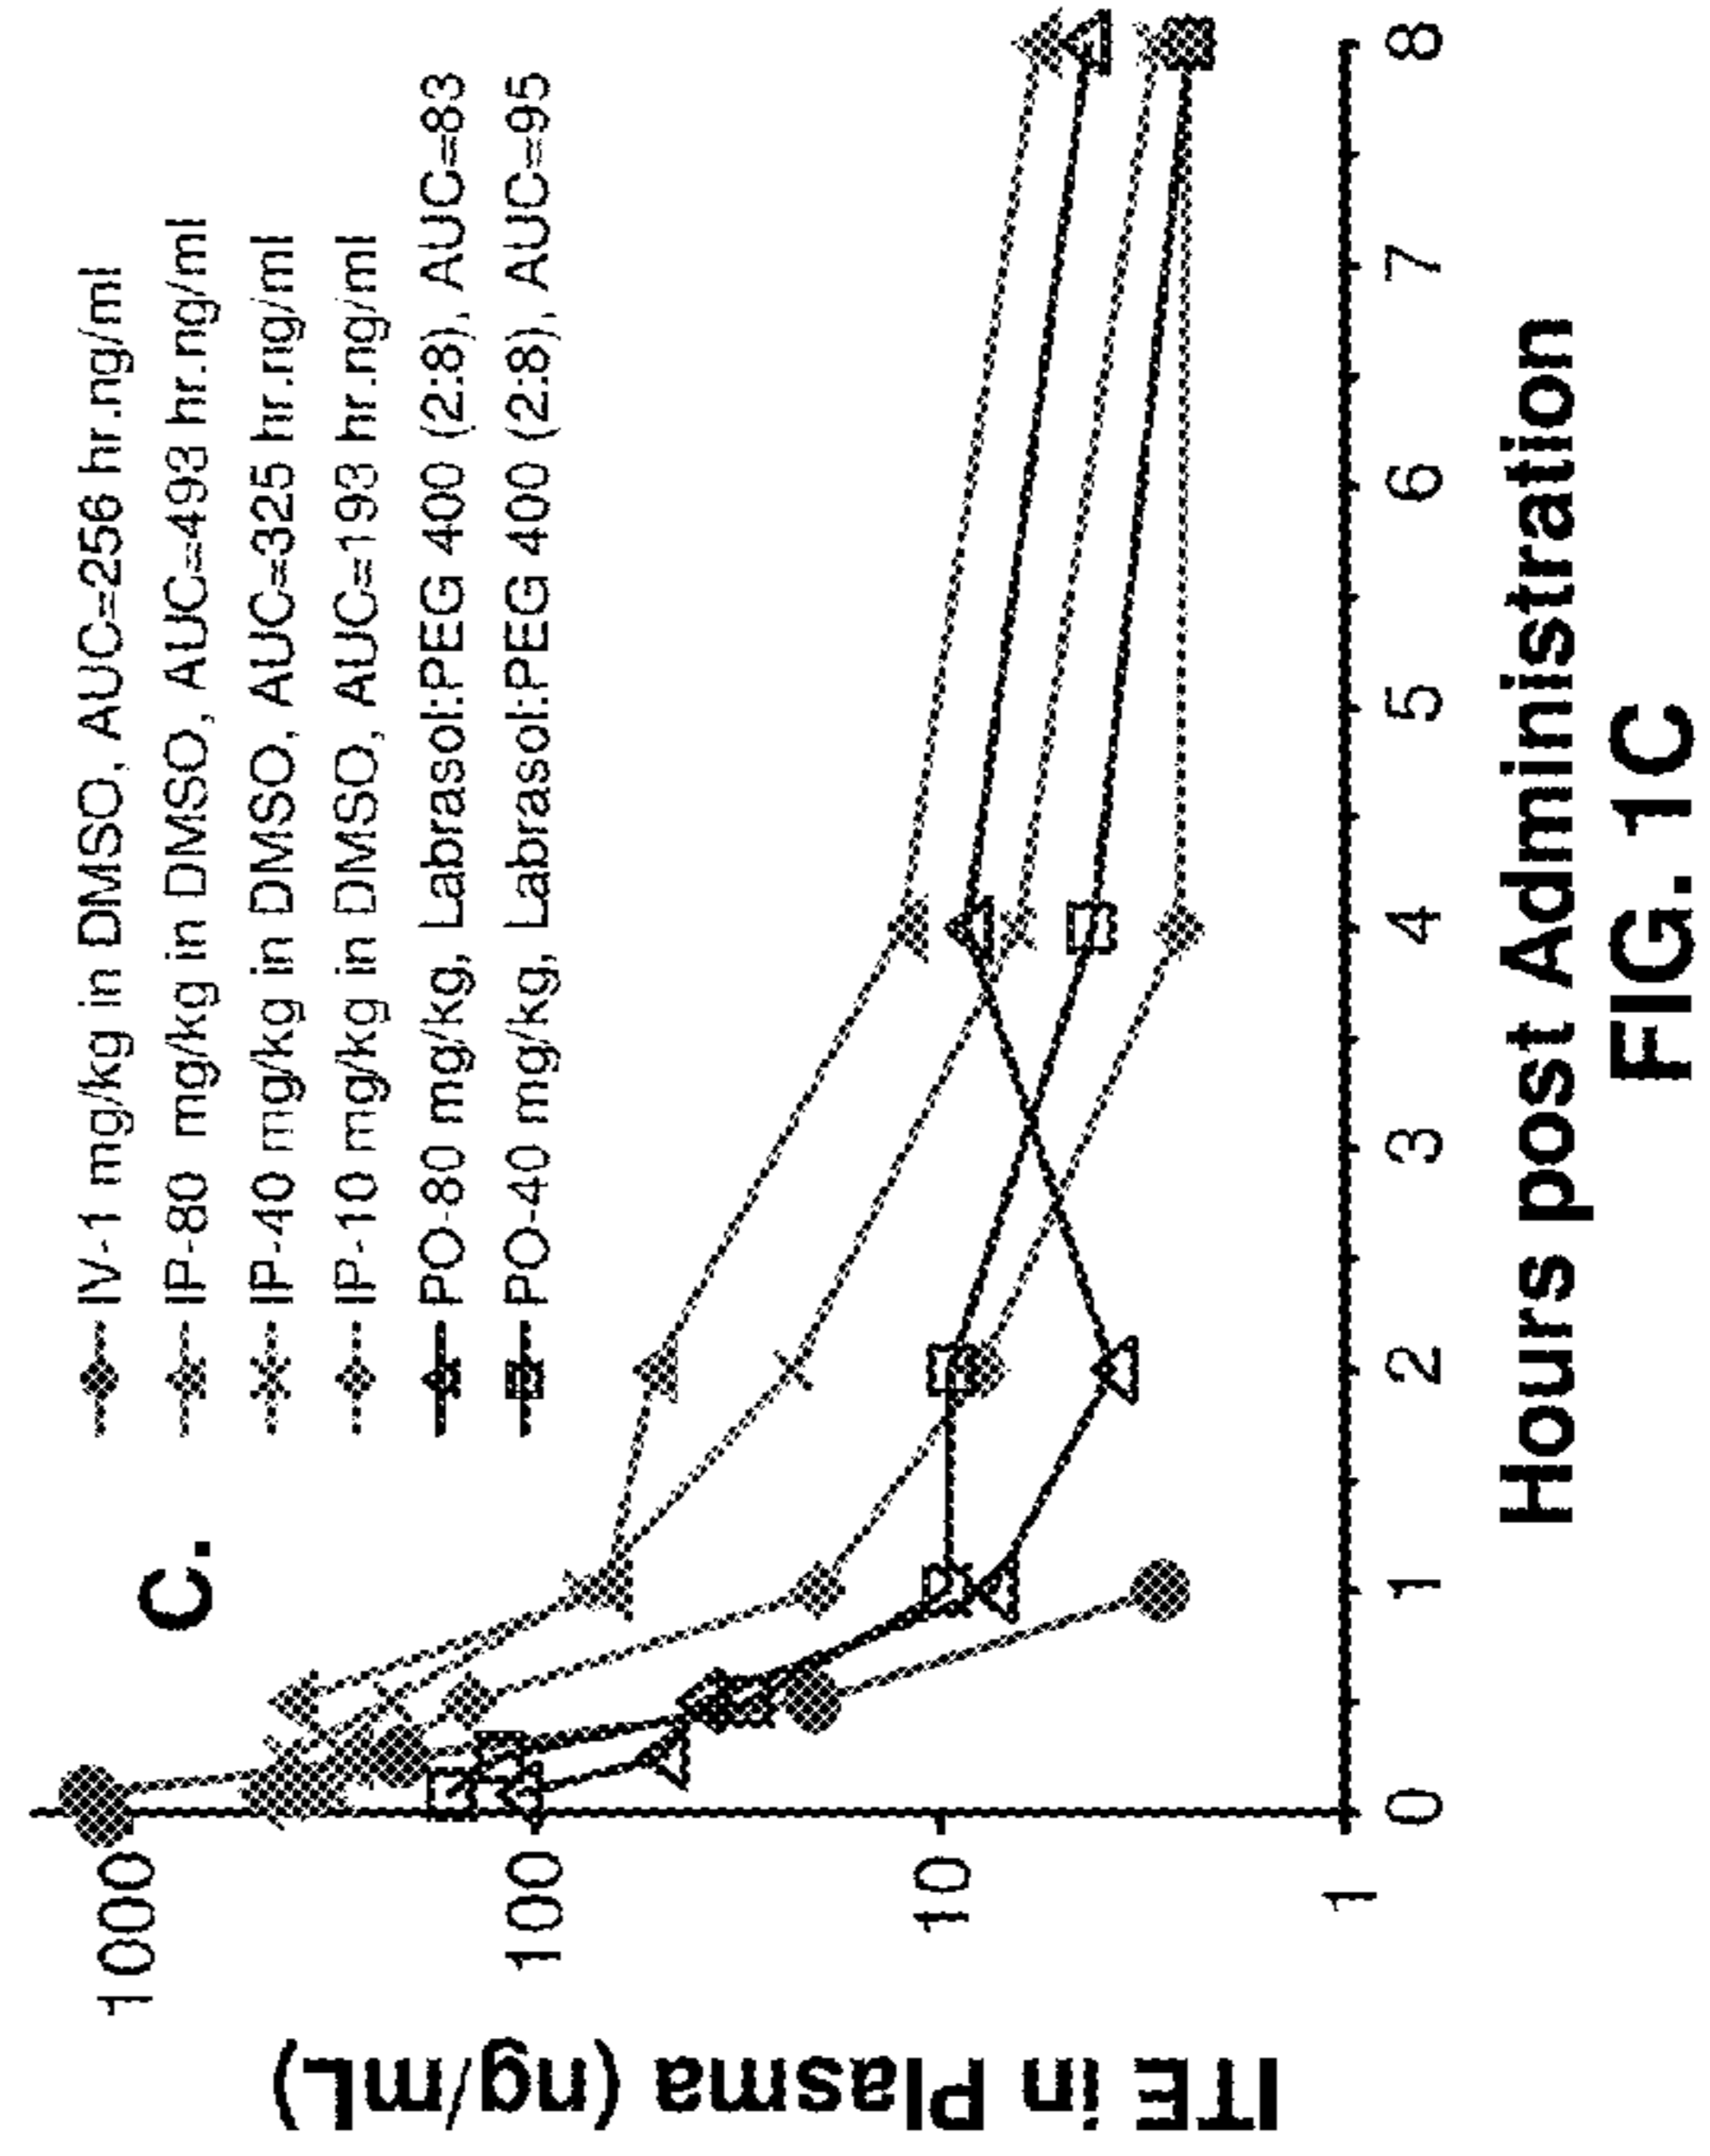 C.
IV-1 mg/kg in DMSO, AUC=256 hr.ng/ml
IP-80 mg/kg in DMSO, AUC=493 hr.ng/ml
IP-40 mg/kg in DMSO, AUC=325 hr.ng/ml
IP-10 mg/kg in DMSO, AUC=193 hr.ng/ml
PO-80 mg/kg, Labrasol:PEG 400 (2:8), AUC=83
PO-40 mg/kg, Labrasol:PEG 400 (2:8), AUC=95
ITE in Plasma (ng/mL)
1000
100
10
1
0 1 2 3 4 5 6 7 8
Hours post Administration
FIG. 1C